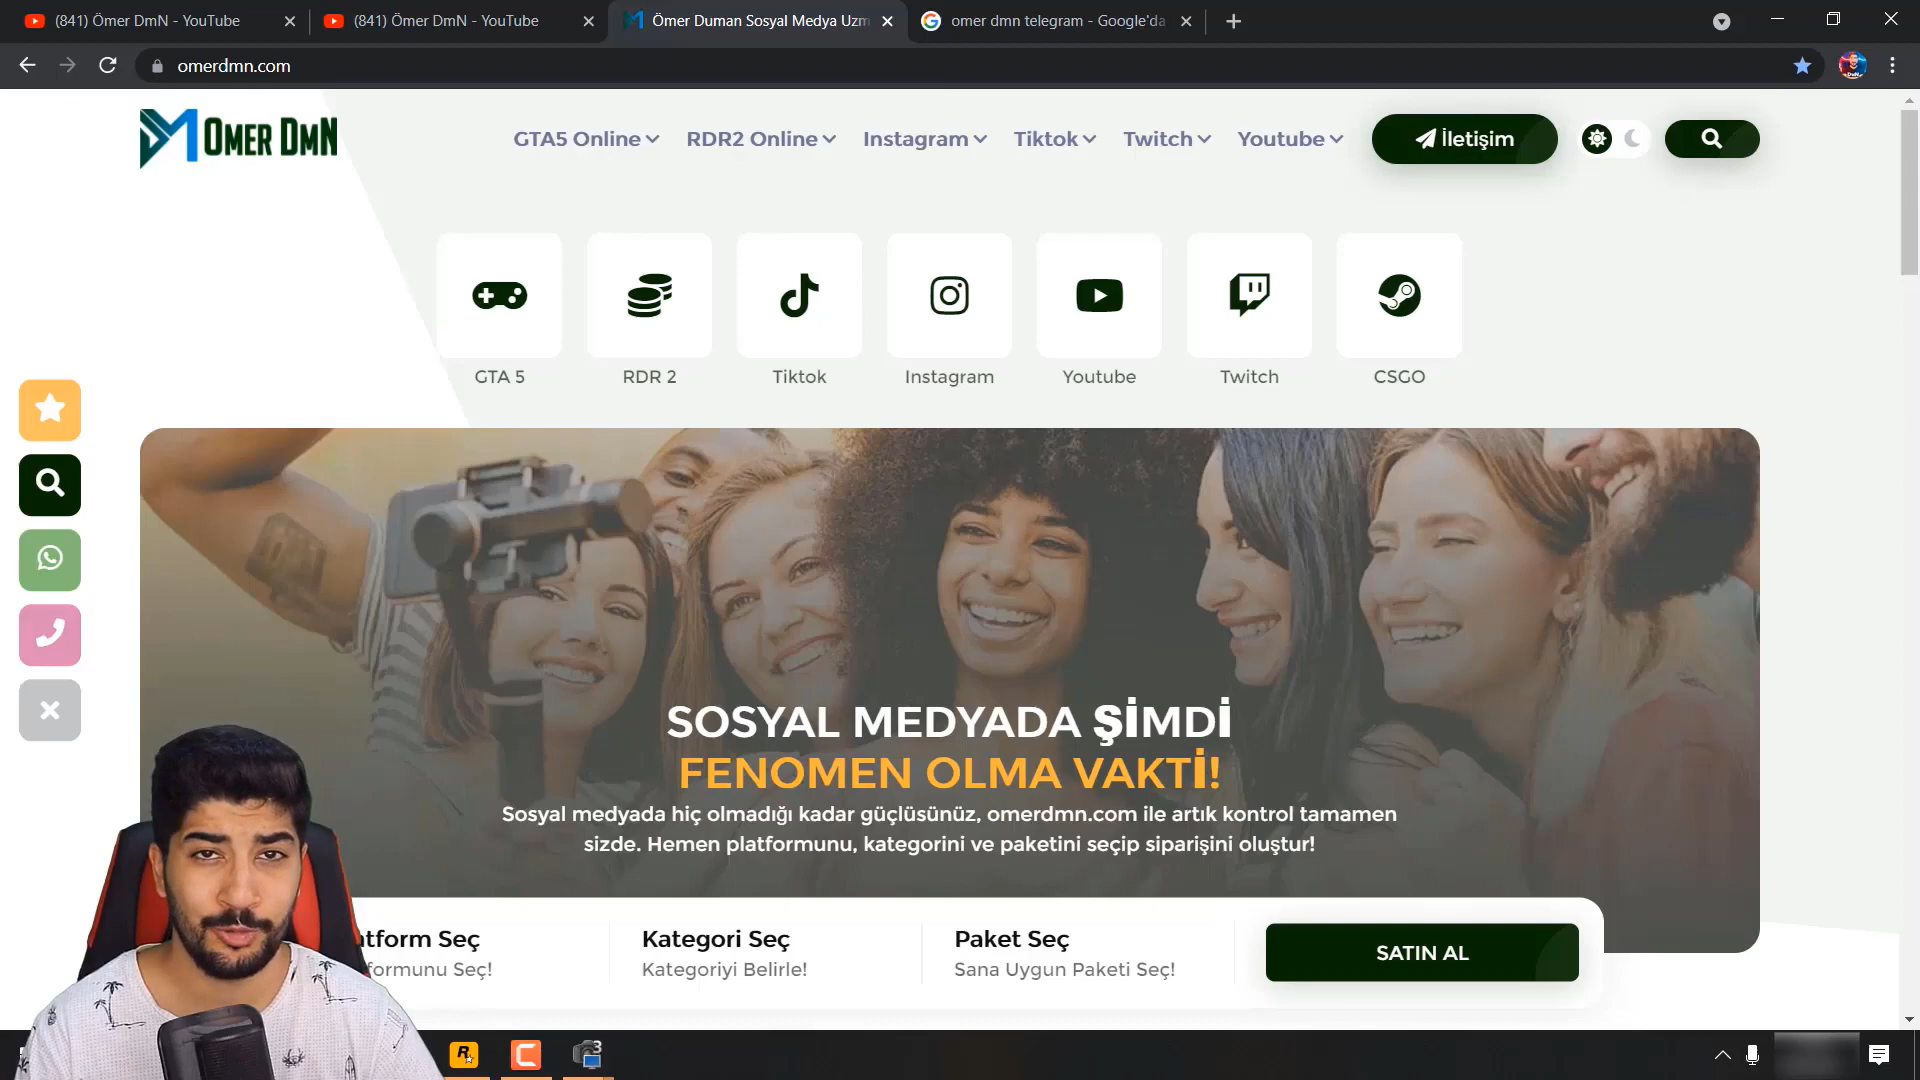 (841) Ömer DmN - YouTube
(841) Ömer DmN - YouTube
Ömer Duman Sosyal Medya Uzm
omer dmn telegram - Google'da
omerdmn.com
OMER DMN
GTA5 Online
RDR2 Online
Instagram
Tiktok
Twitch
Youtube
İletişim
GTA 5
RDR 2
Tiktok
Instagram
Youtube
Twitch
CSGO
SOSYAL MEDYADA ŞİMDİ
FENOMEN OLMA VAKTİ!
Sosyal medyada hiç olmadığı kadar güçlüsünüz, omerdmn.com ile artık kontrol tamamen
sizde. Hemen platformunu, kategorini ve paketini seçip siparişini oluştur!
atform Seç
formunu Seç!
Kategori Seç
Kategoriyi Belirle!
Paket Seç
Sana Uygun Paketi Seç!
SATIN AL